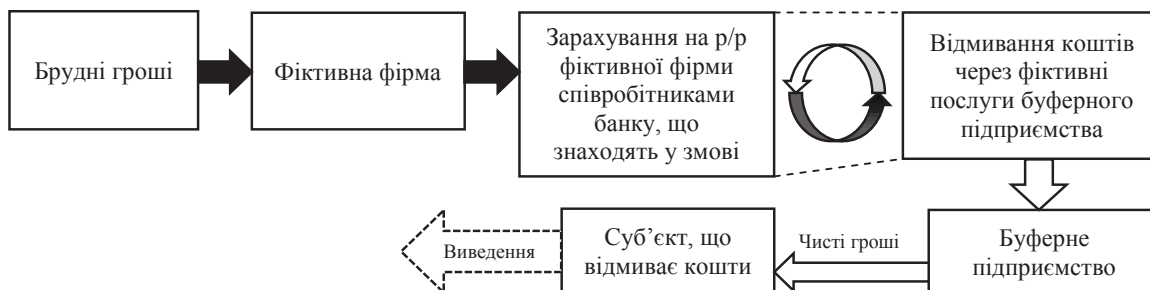 Брудні гроші
Фіктивна фірма
Зарахування на р/р
фіктивної фірми
співробітниками
банку, що
знаходять у змові
Відмивання коштів
через фіктивні
послуги буферного
підприємства
Виведення
Суб’єкт, що
відмиває кошти
Чисті гроші
Буферне
підприємство